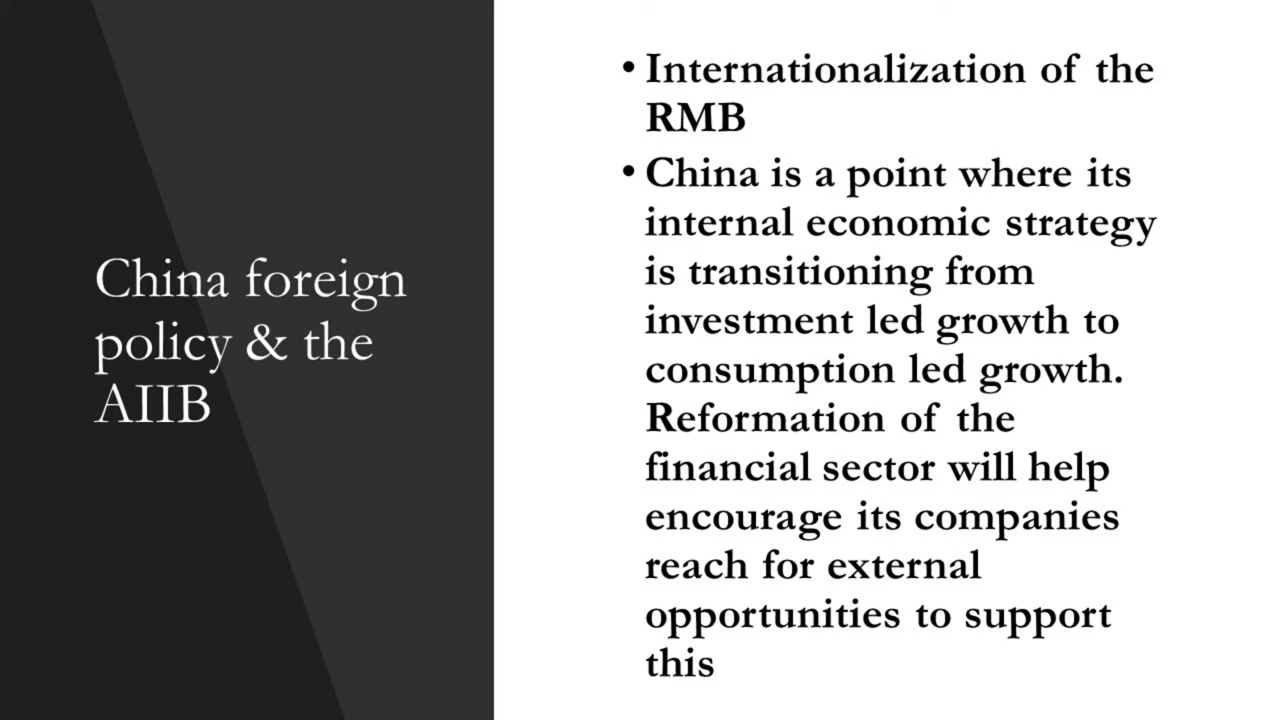 China foreign
policy & the
AIIB
• Internationalization of the
RMB
• China is a point where its
internal economic strategy
is transitioning from
investment led growth to
consumption led growth.
Reformation of the
financial sector will help
encourage its companies
reach for external
opportunities to support
this